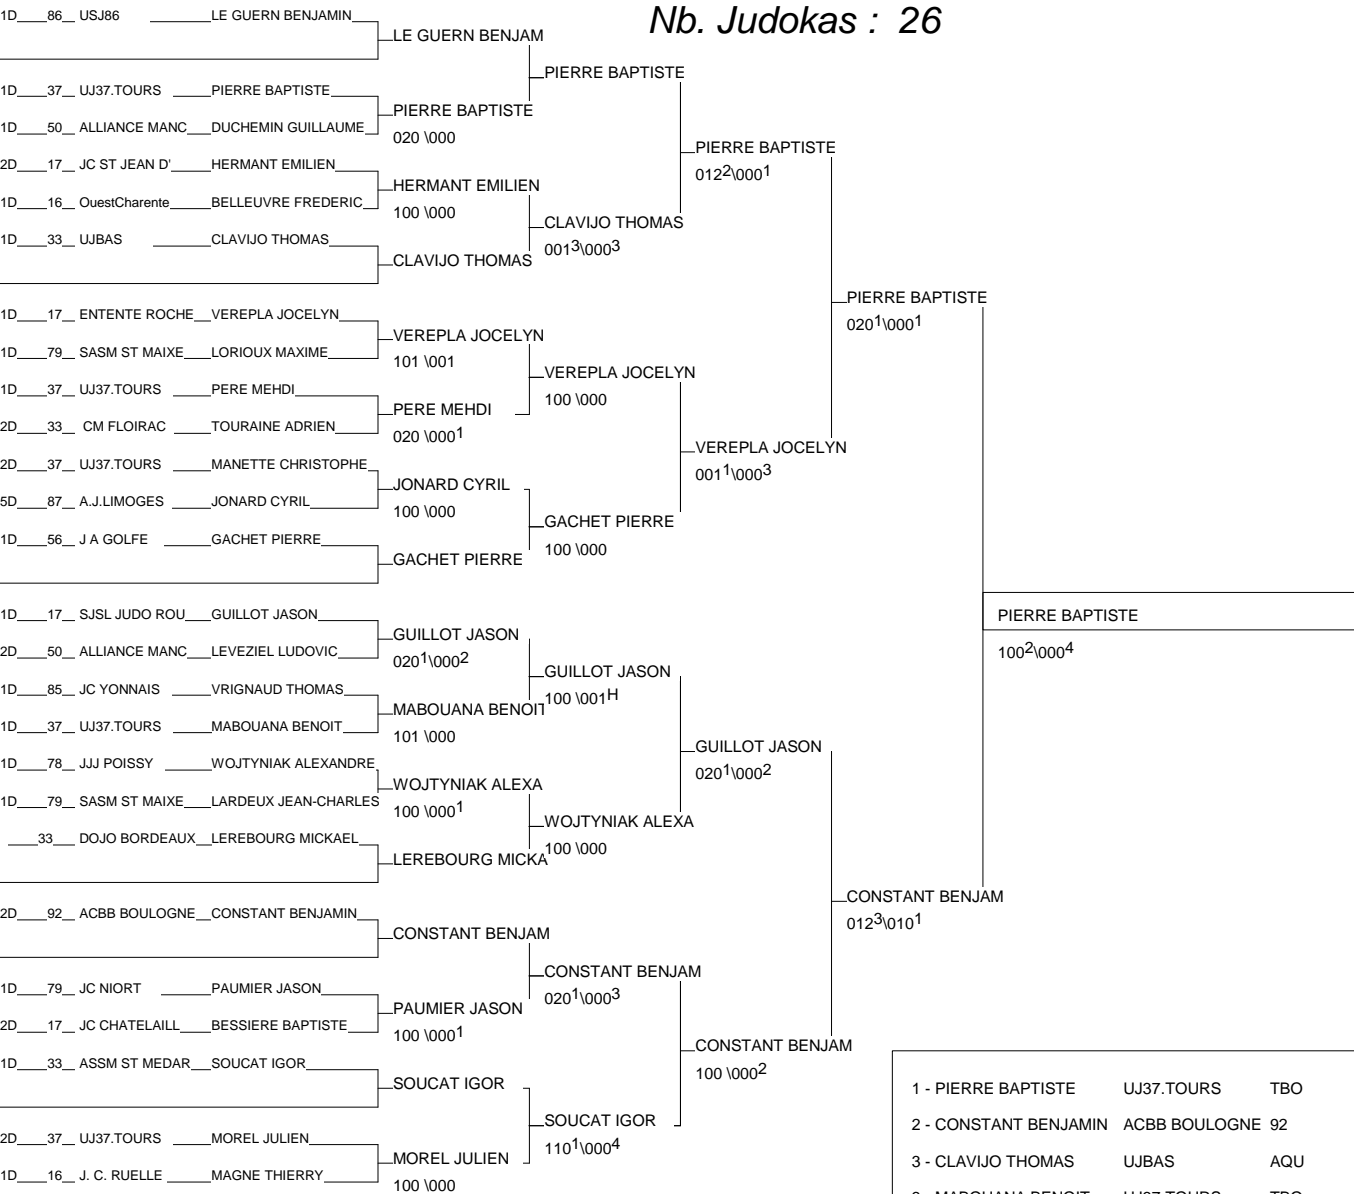 Nb. Judokas : 26
1D 86 USJ86 LE GUERN BENJAMIN
1D 37 UJ37.TOURS PIERRE BAPTISTE
1D 50 ALLIANCE MANC DUCHEMIN GUILLAUME
2D 17 JC ST JEAN D' HERMANT EMILIEN
1D 16 OuestCharente BELLEUVRE FREDERIC
1D 33 UJBAS CLAVIJO THOMAS
1D 17 ENTENTE ROCHE VEREPLA JOCELYN
1D 79 SASM ST MAIXE LORIOUX MAXIME
1D 37 UJ37.TOURS PERE MEHDI
2D 33 CM FLOIRAC TOURAINE ADRIEN
2D 37 UJ37.TOURS MANETTE CHRISTOPHE
5D 87 A.J.LIMOGES JONARD CYRIL
1D 56 J A GOLFE GACHET PIERRE
1D 17 SJSL JUDO ROU GUILLOT JASON
2D 50 ALLIANCE MANC LEVEZIEL LUDOVIC
1D 85 JC YONNAIS VRIGNAUD THOMAS
1D 37 UJ37.TOURS MABOUANA BENOIT
1D 78 JJJ POISSY WOJTYNIAK ALEXANDRE
1D 79 SASM ST MAIXE LARDEUX JEAN-CHARLES
33 DOJO BORDEAUX LEREBOURG MICKAEL
2D 92 ACBB BOULOGNE CONSTANT BENJAMIN
1D 79 JC NIORT PAUMIER JASON
2D 17 JC CHATELAILL BESSIERE BAPTISTE
1D 33 ASSM ST MEDAR SOUCAT IGOR
2D 37 UJ37.TOURS MOREL JULIEN
1D 16 J. C. RUELLE MAGNE THIERRY
LE GUERN BENJAM
PIERRE BAPTISTE
020 \000
HERMANT EMILIEN
100 \000
CLAVIJO THOMAS
VEREPLA JOCELYN
101 \001
PERE MEHDI
020 \0001
JONARD CYRIL
100 \000
GACHET PIERRE
GUILLOT JASON
0201\0002
MABOUANA BENOIT
101 \000
WOJTYNIAK ALEXA
100 \0001
LEREBOURG MICKA
CONSTANT BENJAM
PAUMIER JASON
100 \0001
SOUCAT IGOR
MOREL JULIEN
100 \000
PIERRE BAPTISTE
CLAVIJO THOMAS
0013\0003
VEREPLA JOCELYN
100 \000
GACHET PIERRE
100 \000
GUILLOT JASON
100 \001H
WOJTYNIAK ALEXA
100 \000
CONSTANT BENJAM
0201\0003
SOUCAT IGOR
1101\0004
PIERRE BAPTISTE
0122\0001
VEREPLA JOCELYN
0011\0003
GUILLOT JASON
0201\0002
CONSTANT BENJAM
100 \0002
PIERRE BAPTISTE
0201\0001
CONSTANT BENJAM
0123\0101
PIERRE BAPTISTE
1002\0004
1 - PIERRE BAPTISTE UJ37.TOURS TBO
2 - CONSTANT BENJAMIN ACBB BOULOGNE 92
3 - CLAVIJO THOMAS UJBAS AQU